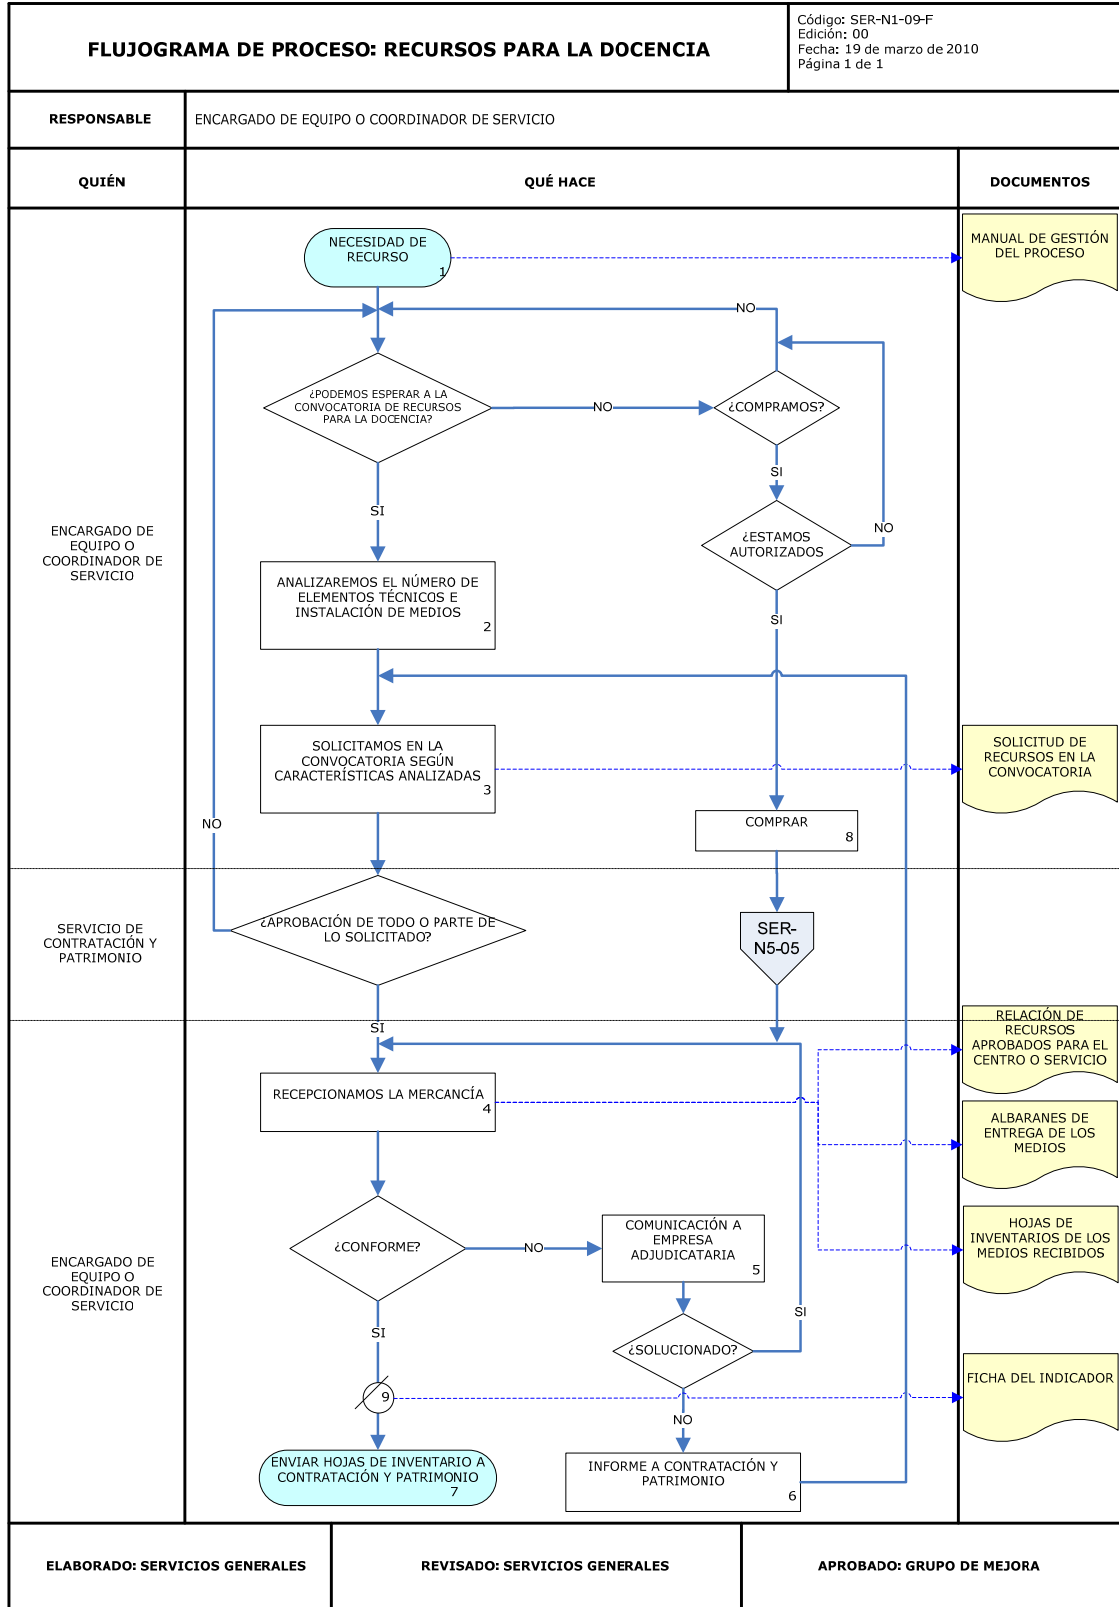 FLUJOGRAMA DE PROCESO: RECURSOS PARA LA DOCENCIA
Código: SER-N1-09-F
Edición: 00
Fecha: 19 de marzo de 2010
Página 1 de 1
RESPONSABLE
ENCARGADO DE EQUIPO O COORDINADOR DE SERVICIO
QUIÉN
QUÉ HACE
DOCUMENTOS
NECESIDAD DE
RECURSO
1
MANUAL DE GESTIÓN
DEL PROCESO
NO
¿PODEMOS ESPERAR A LA
CONVOCATORIA DE RECURSOS
PARA LA DOCENCIA?
NO
¿COMPRAMOS?
SI
SI
¿ESTAMOS
AUTORIZADOS
NO
ENCARGADO DE
EQUIPO O
COORDINADOR DE
SERVICIO
ANALIZAREMOS EL NÚMERO DE
ELEMENTOS TÉCNICOS E
INSTALACIÓN DE MEDIOS
2
SI
SOLICITAMOS EN LA
CONVOCATORIA SEGÚN
CARACTERÍSTICAS ANALIZADAS
3
SOLICITUD DE
RECURSOS EN LA
CONVOCATORIA
NO
COMPRAR
8
SERVICIO DE
CONTRATACIÓN Y
PATRIMONIO
¿APROBACIÓN DE TODO O PARTE DE
LO SOLICITADO?
SER-
N5-05
SI
RELACIÓN DE
RECURSOS
APROBADOS PARA EL
CENTRO O SERVICIO
RECEPCIONAMOS LA MERCANCÍA
4
ALBARANES DE
ENTREGA DE LOS
MEDIOS
¿CONFORME?
NO
COMUNICACIÓN A
EMPRESA
ADJUDICATARIA
5
HOJAS DE
INVENTARIOS DE LOS
MEDIOS RECIBIDOS
ENCARGADO DE
EQUIPO O
COORDINADOR DE
SERVICIO
SI
SI
¿SOLUCIONADO?
FICHA DEL INDICADOR
9
NO
ENVIAR HOJAS DE INVENTARIO A
CONTRATACIÓN Y PATRIMONIO
7
INFORME A CONTRATACIÓN Y
PATRIMONIO
6
ELABORADO: SERVICIOS GENERALES
REVISADO: SERVICIOS GENERALES
APROBADO: GRUPO DE MEJORA